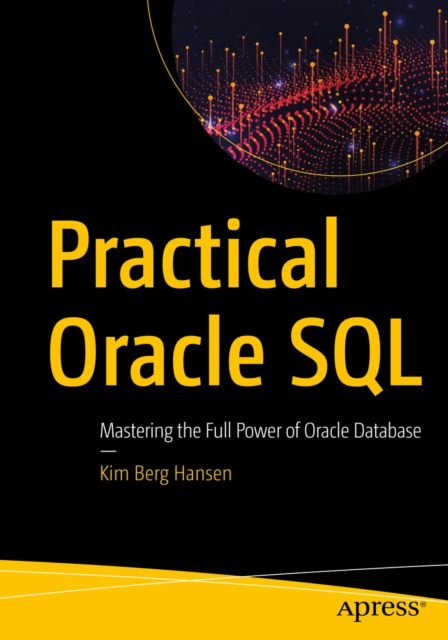 Practical
Oracle SQL
Mastering the Full Power of Oracle Database
—
Kim Berg Hansen
Apress®